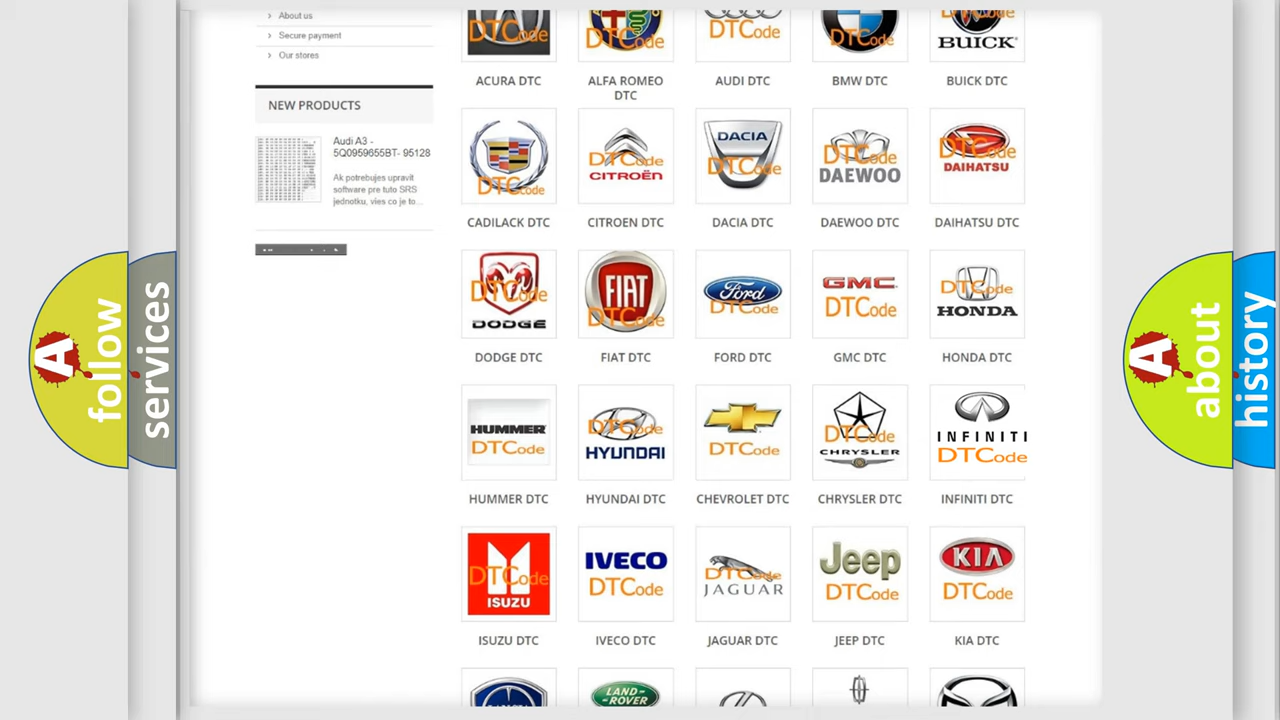 About us
Secure payment
Our stores
NEW PRODUCTS
Audi A3 -
5Q0959655BT- 95128
Ak potrebujes upravit
software pre tuto SRS
jednotku, vies co je to...
DTCode
DTCode
DTCode
DTCode
BUICK
ACURA DTC
ALFA ROMEO
DTC
AUDI DTC
BMW DTC
BUICK DTC
DTCode
DTCode
CITROËN
DACIA
DTCode
DTCode
DAEWOO
DTCode
DAIHATSU
CADILACK DTC
CITROEN DTC
DACIA DTC
DAEWOO DTC
DAIHATSU DTC
DTCode
DODGE
FIAT
DTCode
Ford
DTCode
GMC
DTCode
DTCode
HONDA
DODGE DTC
FIAT DTC
FORD DTC
GMC DTC
HONDA DTC
HUMMER
DTCode
DTCode
HYUNDAI
DTCode
DTCode
CHRYSLER
INFINITI
DTCode
HUMMER DTC
HYUNDAI DTC
CHEVROLET DTC
CHRYSLER DTC
INFINITI DTC
DTCode
ISUZU
IVECO
DTCode
DTCode
JAGUAR
Jeep
DTCode
KIA
DTCode
ISUZU DTC
IVECO DTC
JAGUAR DTC
JEEP DTC
KIA DTC
LAND-
ROVER
A follow
services
A about
history